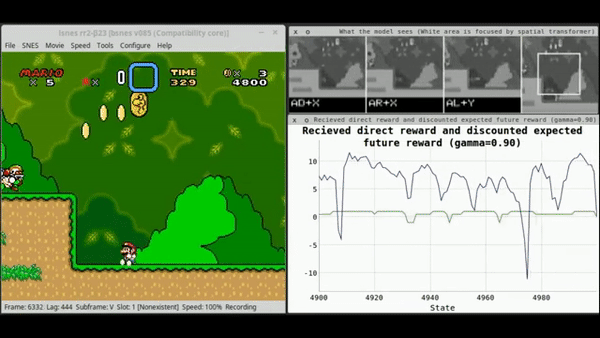 lsnes rr2-β23 [bsnes v085 (Compatibility core)]
File SNES Movie Speed Tools Configure Help
MARIO TIME
x 5 0 329 x 3
4800
Frame: 6332 Lag: 444 Subframe: V Slot: 1 [Nonexistent] Speed: 100% Recording
x o What the model sees (White area is focused by spatial transformer)
AD+X AR+X AL+Y
x o Recieved direct reward and discounted expected future reward (gamma=0.90)
Recieved direct reward and discounted expected
future reward (gamma=0.90)
10
5
0
-5
-10
4900 4920 4940 4960 4980
State